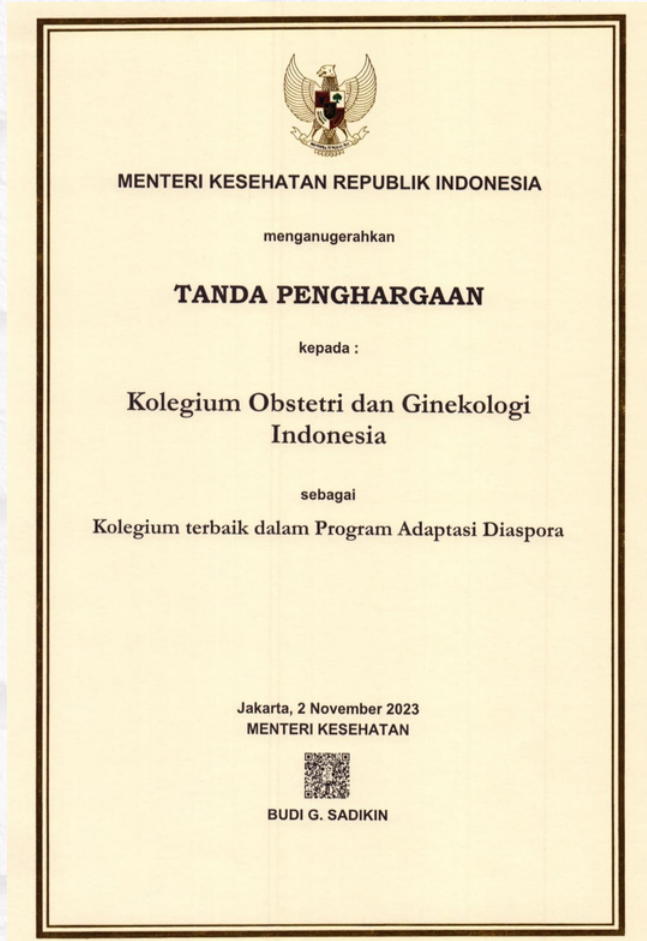 MENTERI KESEHATAN REPUBLIK INDONESIA
menganugerahkan
TANDA PENGHARGAAN
kepada :
Kolegium Obstetri dan Ginekologi
Indonesia
sebagai
Kolegium terbaik dalam Program Adaptasi Diaspora
Jakarta, 2 November 2023
MENTERI KESEHATAN
BUDI G. SADIKIN